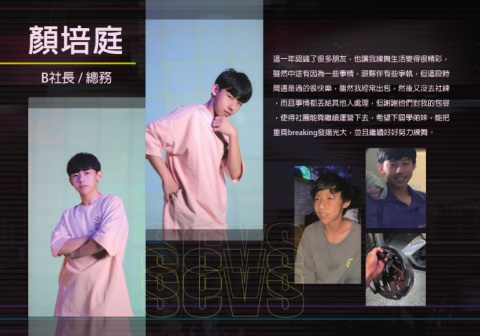 顏培庭
B社長 / 總務
這一年認識了很多朋友，也讓我練舞生活變得很精彩，
雖然中途有因為一些事情，跟夥伴有些爭執，但這段時
間還是過的很快樂，雖然我經常出包，然後又沒去社練
，而且事情都丟給其他人處理，但謝謝他們對我的包容
，使得社團能夠繼續運營下去，希望下屆學弟妹，能把
重商breaking發揚光大，並且繼續好好努力練舞。
SCVS
SCVS